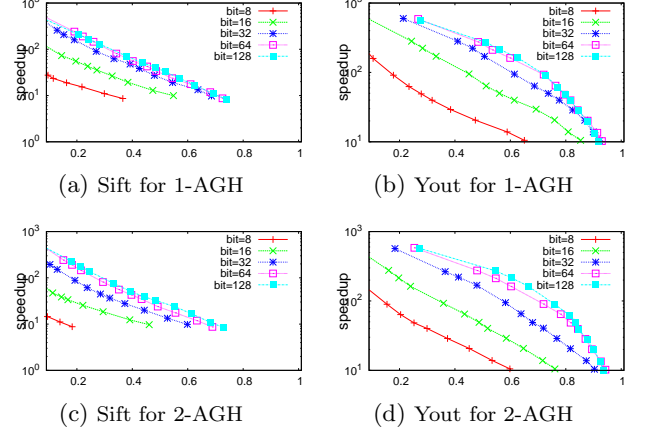 10³
10²
10¹
10⁰
speedup
0.2 0.4 0.6 0.8 1
bit=8
bit=16
bit=32
bit=64
bit=128
(a) Sift for 1-AGH
10³
10²
10¹
speedup
0.2 0.4 0.6 0.8 1
bit=8
bit=16
bit=32
bit=64
bit=128
(b) Yout for 1-AGH
10³
10²
10¹
10⁰
speedup
0.2 0.4 0.6 0.8 1
bit=8
bit=16
bit=32
bit=64
bit=128
(c) Sift for 2-AGH
10³
10²
10¹
speedup
0.2 0.4 0.6 0.8 1
bit=8
bit=16
bit=32
bit=64
bit=128
(d) Yout for 2-AGH